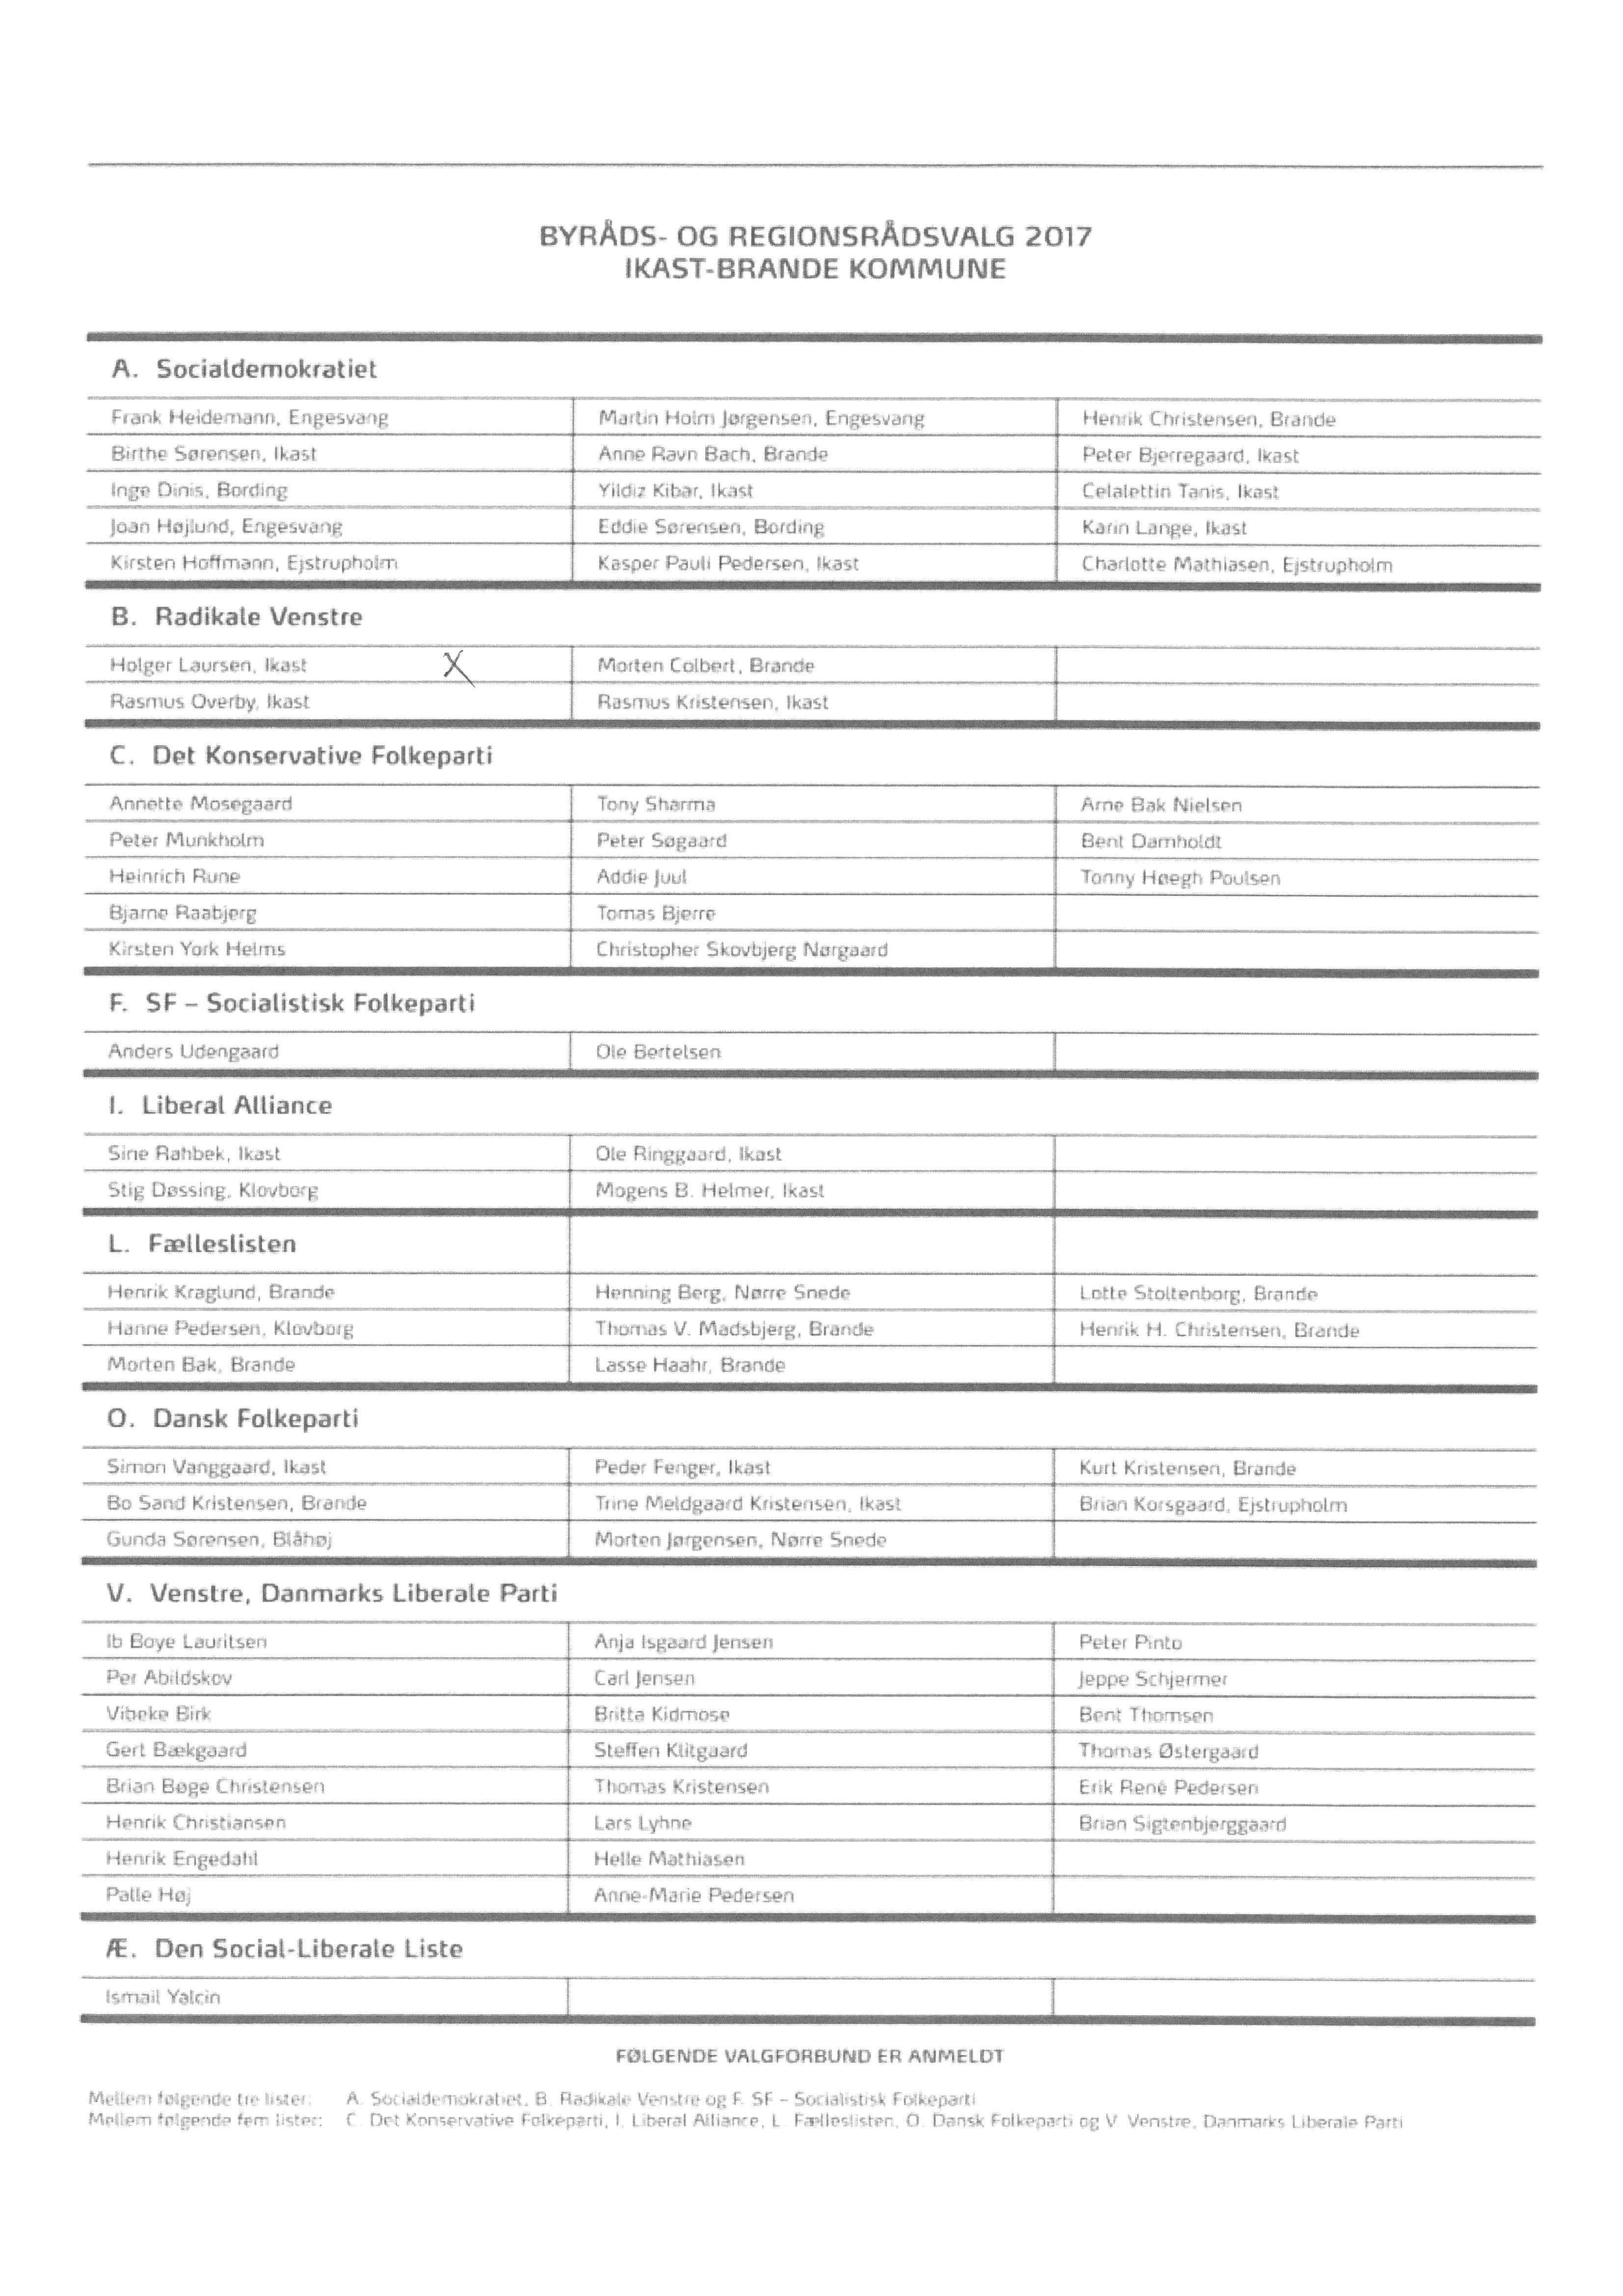 BYRÅDS- OG REGIONSRÅDSVALG 2017
IKAST-BRANDE KOMMUNE
A. Socialdemokratiet
Frank Heidemann, Engesvang Martin Holm Jørgensen, Engesvang Henrik Christensen, Brande
Birthe Sørensen, Ikast Anne Ravn Bach, Brande Peter Bjerregaard, Ikast
Inge Dinis, Bording Yildiz Kibar, Ikast Celalettin Tanis, Ikast
Joan Højlund, Engesvang Eddie Sørensen, Bording Karin Lange, Ikast
Kirsten Hoffmann, Ejstrupholm Kasper Pauli Pedersen, Ikast Charlotte Mathiasen, Ejstrupholm
B. Radikale Venstre
Holger Laursen, Ikast X Morten Colbert, Brande
Rasmus Overby, Ikast Rasmus Kristensen, Ikast
C. Det Konservative Folkeparti
Annette Mosegaard Tony Sharma Arne Bak Nielsen
Peter Munkholm Peter Søgaard Bent Damholdt
Heinrich Rune Addie Juul Tonny Høegh Poulsen
Bjarne Raabjerg Tomas Bjerre
Kirsten York Helms Christopher Skovbjerg Nørgaard
F. SF – Socialistisk Folkeparti
Anders Udengaard Ole Bertelsen
I. Liberal Alliance
Sine Rahbek, Ikast Ole Ringgaard, Ikast
Stig Døssing, Klovborg Mogens B. Helmer, Ikast
L. Fælleslisten
Henrik Kraglund, Brande Henning Berg, Nørre Snede Lotte Stoltenborg, Brande
Hanne Pedersen, Klovborg Thomas V. Madsbjerg, Brande Henrik H. Christensen, Brande
Morten Bak, Brande Lasse Haahr, Brande
O. Dansk Folkeparti
Simon Vanggaard, Ikast Peder Fenger, Ikast Kurt Kristensen, Brande
Bo Sand Kristensen, Brande Trine Meldgaard Kristensen, Ikast Brian Korsgaard, Ejstrupholm
Gunda Sørensen, Blåhøj Morten Jørgensen, Nørre Snede
V. Venstre, Danmarks Liberale Parti
Ib Boye Lauritsen Anja Isgaard Jensen Peter Pinto
Per Abildskov Carl Jensen Jeppe Schjermer
Vibeke Birk Britta Kidmose Bent Thomsen
Gert Bækgaard Steffen Klitgaard Thomas Østergaard
Brian Bøge Christensen Thomas Kristensen Erik René Pedersen
Henrik Christiansen Lars Lyhne Brian Sigtenbjerggaard
Henrik Engedahl Helle Mathiasen
Palle Høj Anne-Marie Pedersen
Æ. Den Social-Liberale Liste
Ismail Yalcin
FØLGENDE VALGFORBUND ER ANMELDT
Mellem følgende tre lister: A. Socialdemokratiet, B. Radikale Venstre og F. SF – Socialistisk Folkeparti
Mellem følgende fem lister: C. Det Konservative Folkeparti, I. Liberal Alliance, L. Fælleslisten, O. Dansk Folkeparti og V. Venstre, Danmarks Liberale Parti